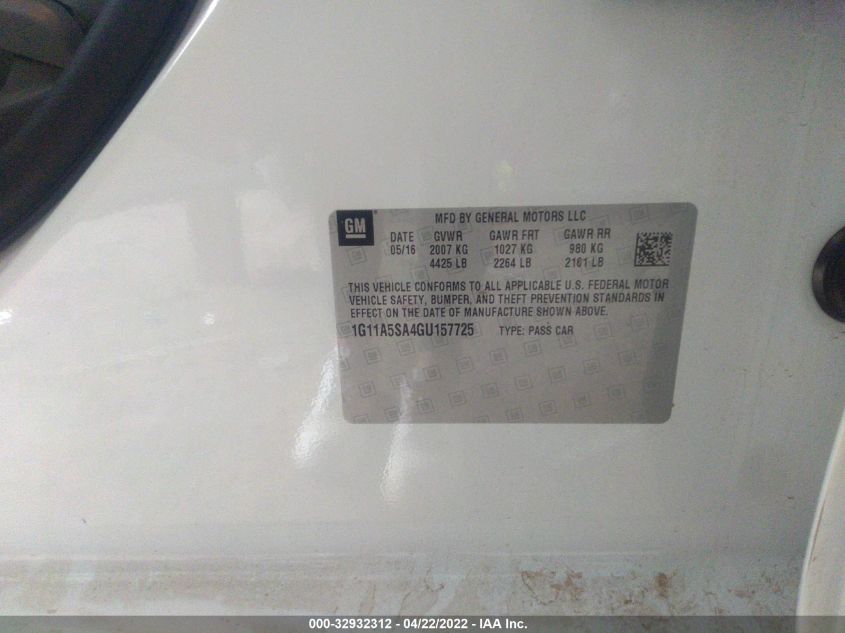 GM
MFD BY GENERAL MOTORS LLC
DATE GVWR GAWR FRT GAWR RR
05/16 2007 KG 1027 KG 980 KG
4425 LB 2264 LB 2161 LB
THIS VEHICLE CONFORMS TO ALL APPLICABLE U.S. FEDERAL MOTOR
VEHICLE SAFETY, BUMPER, AND THEFT PREVENTION STANDARDS IN
EFFECT ON THE DATE OF MANUFACTURE SHOWN ABOVE.
1G11A5SA4GU157725 TYPE: PASS CAR
000-32932312 - 04/22/2022 - IAA Inc.